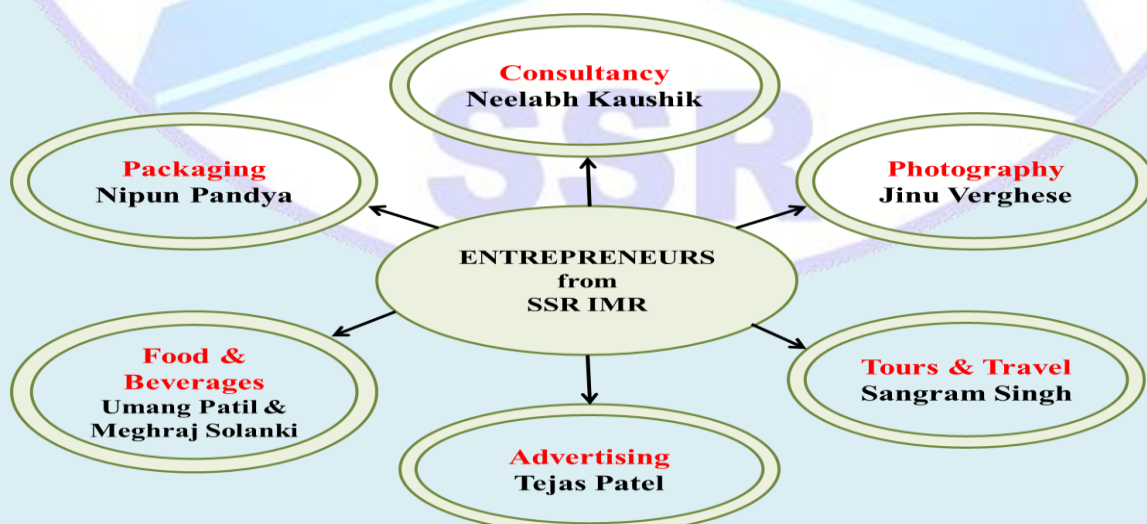 Consultancy
Neelabh Kaushik
Packaging
Nipun Pandya
Photography
Jinu Verghese
SSR
ENTREPRENEURS
from
SSR IMR
Food &
Beverages
Umang Patil &
Meghraj Solanki
Tours & Travel
Sangram Singh
Advertising
Tejas Patel